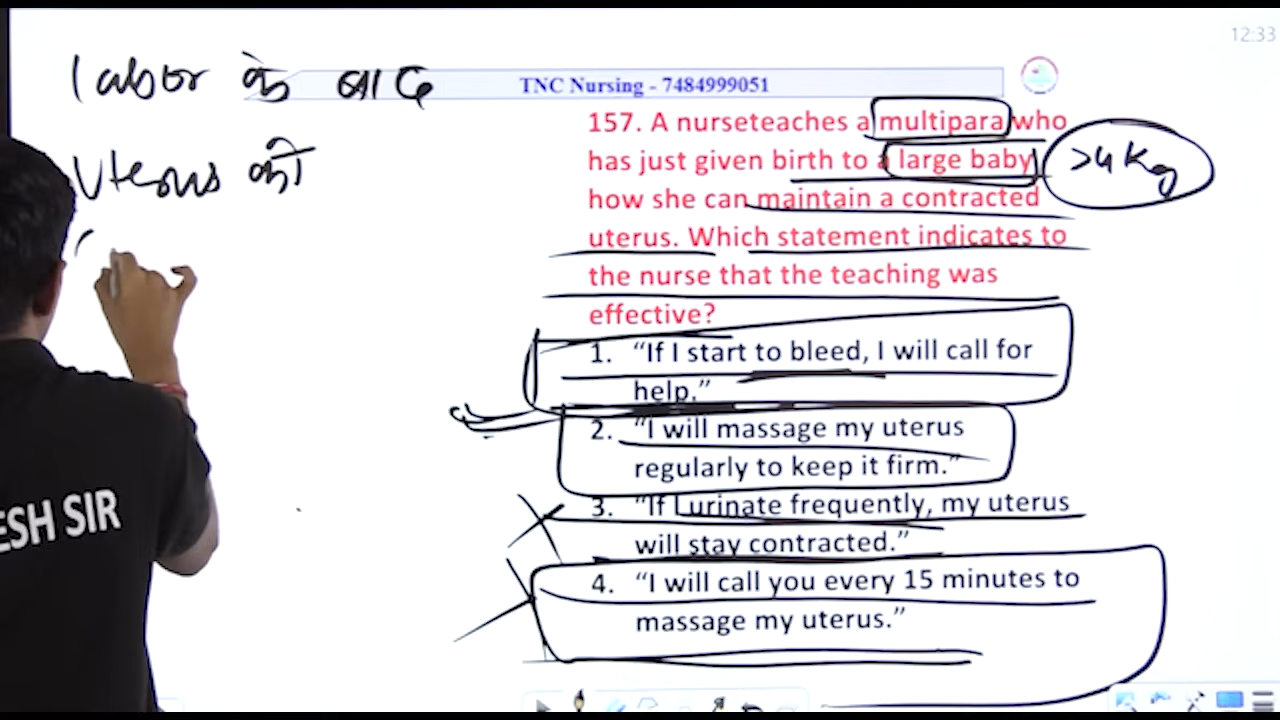 12:33
Labor के बाद
TNC Nursing - 7484999051
Uterus को
157. A nurseteaches a multipara who
has just given birth to a large baby
>4 Kg
how she can maintain a contracted
uterus. Which statement indicates to
the nurse that the teaching was
effective?
1. “If I start to bleed, I will call for
help.”
2. “I will massage my uterus
regularly to keep it firm.”
3. “If I urinate frequently, my uterus
will stay contracted.”
4. “I will call you every 15 minutes to
massage my uterus.”
ESH SIR